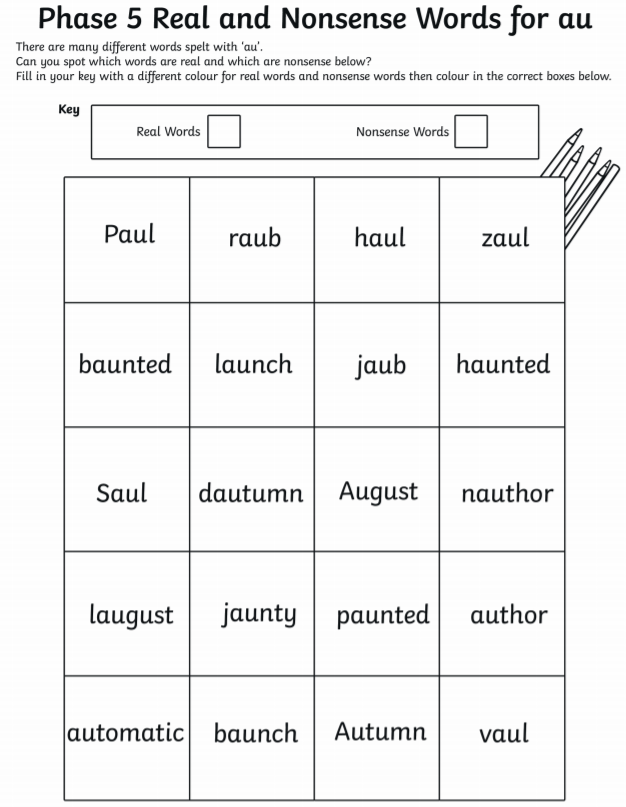 Phase 5 Real and Nonsense Words for au
There are many different words spelt with ‘au’.
Can you spot which words are real and which are nonsense below?
Fill in your key with a different colour for real words and nonsense words then colour in the correct boxes below.
Key
Real Words Nonsense Words
Paul raub haul zaul
baunted launch jaub haunted
Saul dautumn August nauthor
laugust jaunty paunted author
automatic baunch Autumn vaul